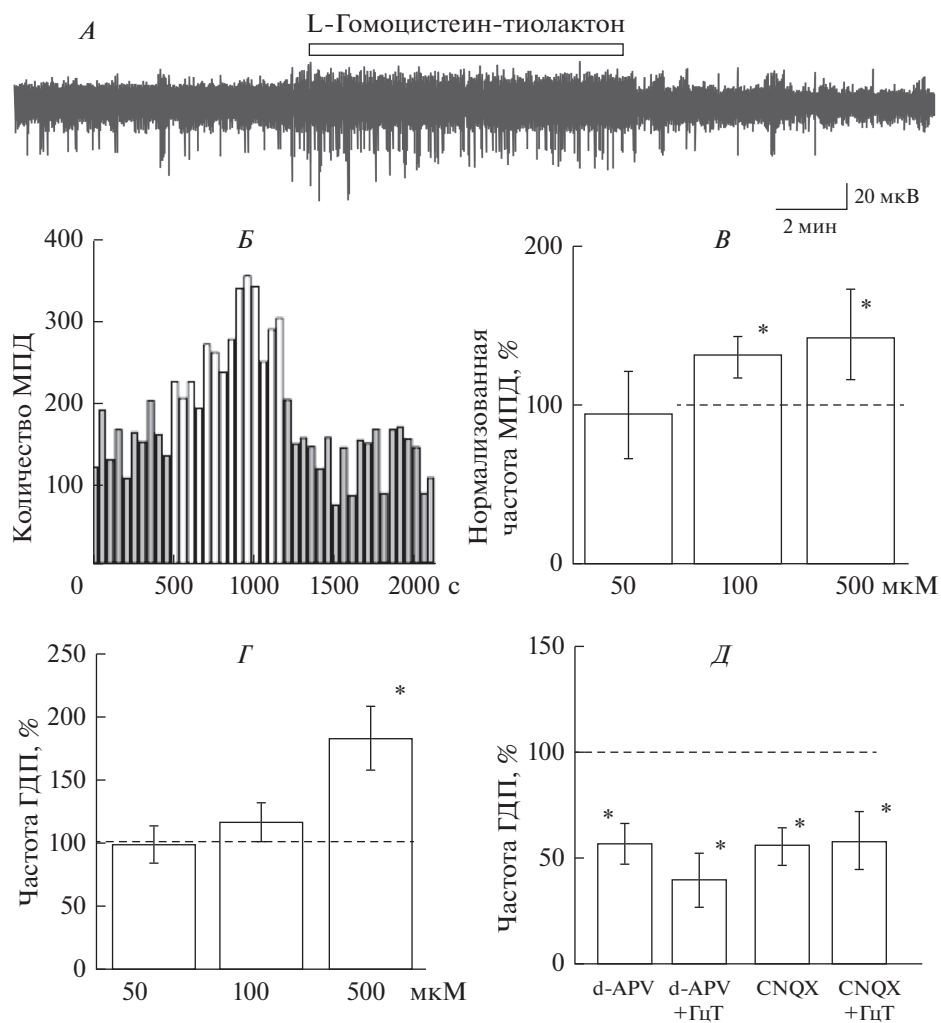 А
L-Гомоцистеин-тиолактон
20 мкВ
2 мин
Б
Количество МПД
400
300
200
100
0
500
1000
1500
2000 с
В
Нормализованная
частота МПД, %
200
100
0
*
*
50
100
500 мкМ
Г
Частота ГДП, %
250
200
150
100
50
0
*
50
100
500
мкМ
Д
Частота ГДП, %
150
100
50
0
*
*
*
*
d-APV
d-APV
+ГцТ
CNQX
CNQX
+ГцТ